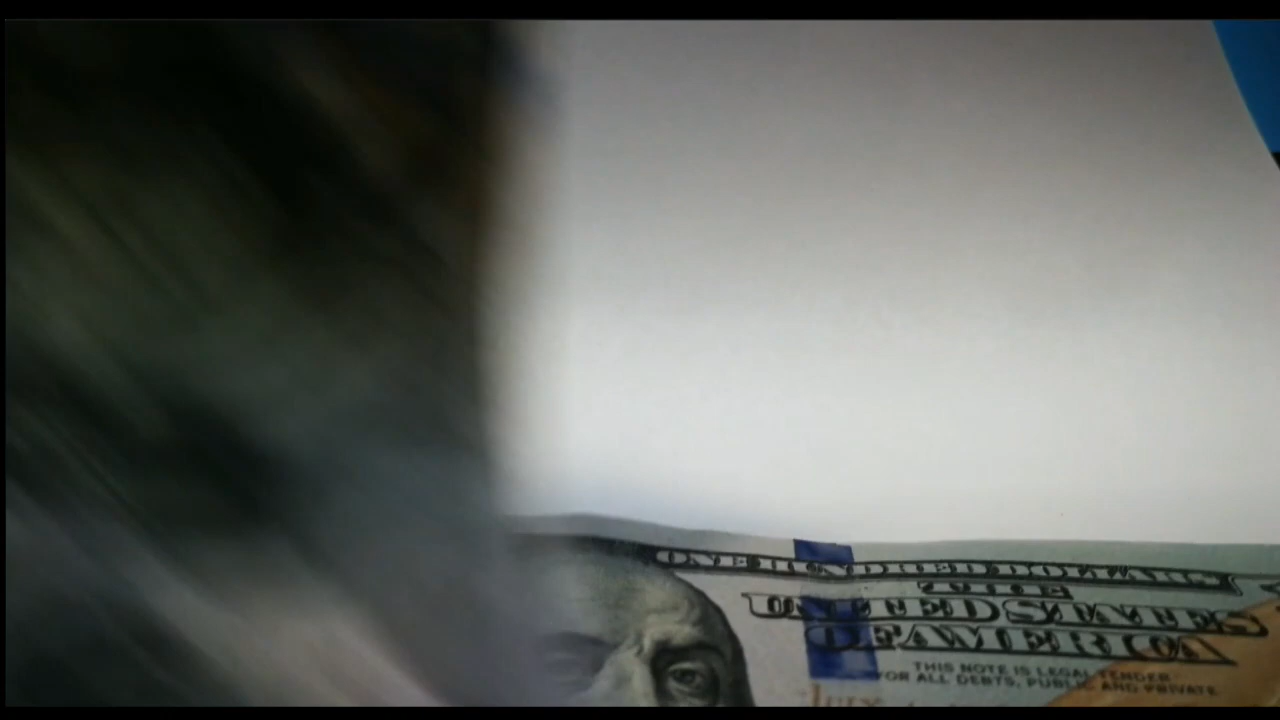 ONE HUNDRED DOLLARS
THE
UNITED STATES
OF AMERICA
THIS NOTE IS LEGAL TENDER
FOR ALL DEBTS, PUBLIC AND PRIVATE
July